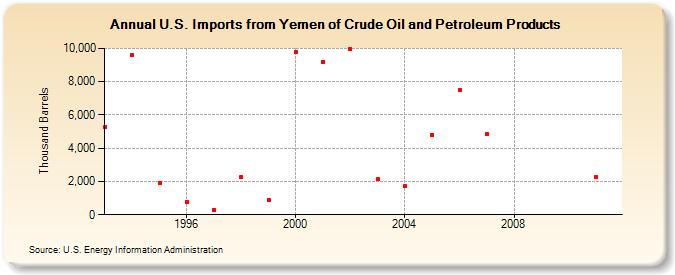 Annual U.S. Imports from Yemen of Crude Oil and Petroleum Products
Thousand Barrels
10,000
8,000
6,000
4,000
2,000
0
1996 2000 2004 2008
Source: U.S. Energy Information Administration